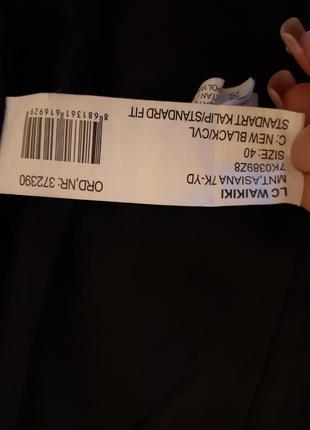 LC WAIKIKI
MNT,ASIANA 7K-YD
7K0389Z8
SIZE: 40
C: NEW BLACK/CVL
STANDART KALIP/STANDARD FIT
ORD,NR: 372390
8681361616929